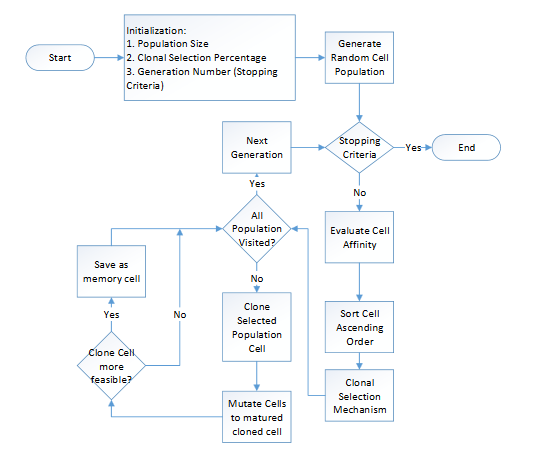 Start
Initialization:
1. Population Size
2. Clonal Selection Percentage
3. Generation Number (Stopping
Criteria)
Generate
Random Cell
Population
Next
Generation
Stopping
Criteria
Yes
End
Yes
No
All
Population
Visited?
Evaluate Cell
Affinity
Save as
memory cell
No
Clone
Selected
Population
Cell
Sort Cell
Ascending
Order
Yes
No
Clone Cell
more
feasible?
Clonal
Selection
Mechanism
Mutate Cells
to matured
cloned cell